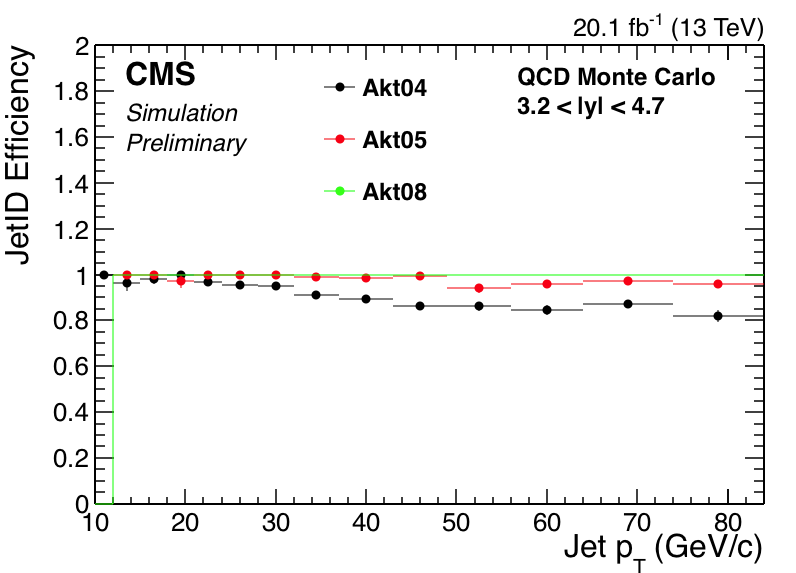 20.1 fb⁻¹ (13 TeV)
CMS
Simulation
Preliminary
Akt04
Akt05
Akt08
QCD Monte Carlo
3.2 < |y| < 4.7
JetID Efficiency
2
1.8
1.6
1.4
1.2
1
0.8
0.6
0.4
0.2
0
10 20 30 40 50 60 70 80
Jet p_T (GeV/c)